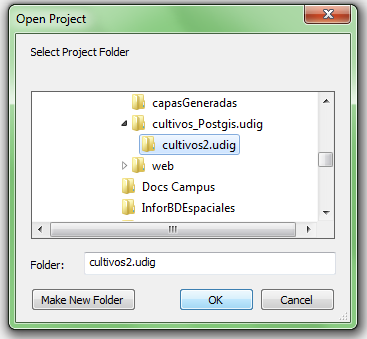 Open Project
Select Project Folder
capasGeneradas
cultivos_Postgis.udig
cultivos2.udig
web
Docs Campus
InforBDEspaciales
Folder:
cultivos2.udig
Make New Folder
OK
Cancel